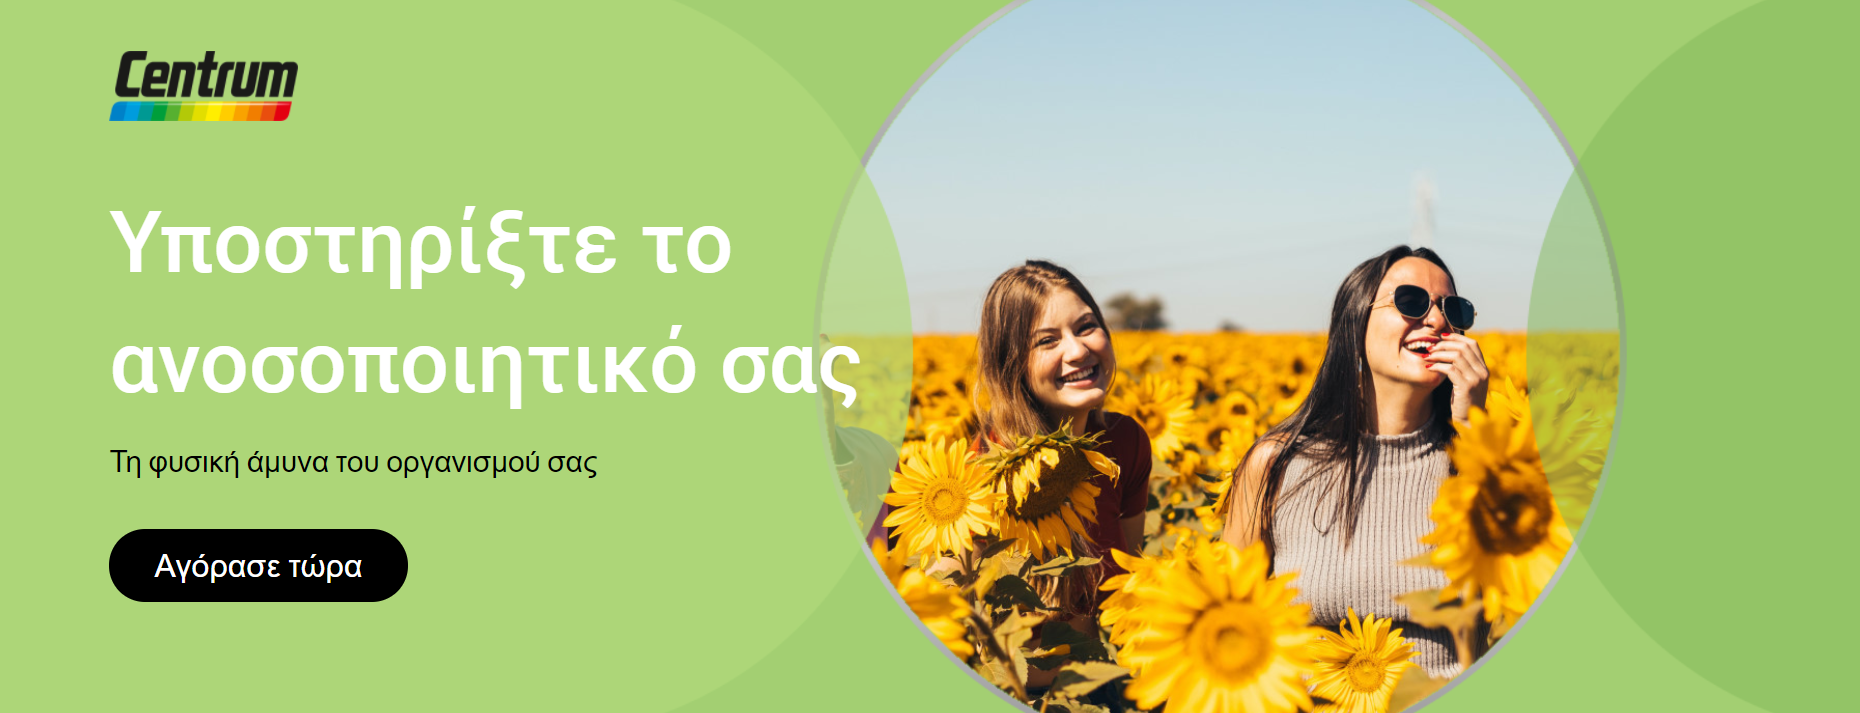 Centrum
Υποστηρίξτε το
ανοσοποιητικό σας
Τη φυσική άμυνα του οργανισμού σας
Αγόρασε τώρα